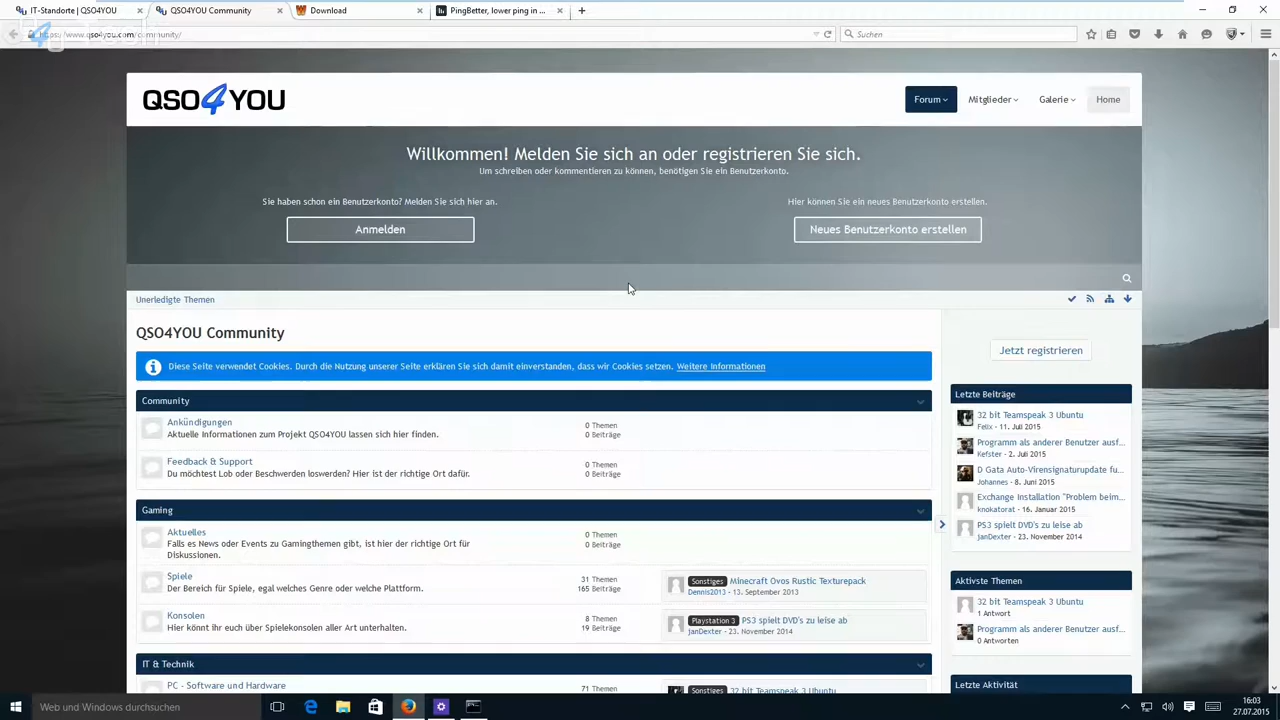 IT-Standorte | QSO4YOU
QSO4YOU Community
Download
PingBetter, lower ping in ...
https://www.qso4you.com/community/
Suchen
QSO4YOU
Forum
Mitglieder
Galerie
Home
Willkommen! Melden Sie sich an oder registrieren Sie sich.
Um schreiben oder kommentieren zu können, benötigen Sie ein Benutzerkonto.
Sie haben schon ein Benutzerkonto? Melden Sie sich hier an.
Anmelden
Hier können Sie ein neues Benutzerkonto erstellen.
Neues Benutzerkonto erstellen
Unerledigte Themen
QSO4YOU Community
Diese Seite verwendet Cookies. Durch die Nutzung unserer Seite erklären Sie sich damit einverstanden, dass wir Cookies setzen. Weitere Informationen
Community
Ankündigungen
Aktuelle Informationen zum Projekt QSO4YOU lassen sich hier finden.
0 Themen
0 Beiträge
Feedback & Support
Du möchtest Lob oder Beschwerden loswerden? Hier ist der richtige Ort dafür.
0 Themen
0 Beiträge
Gaming
Aktuelles
Falls es News oder Events zu Gamingthemen gibt, ist hier der richtige Ort für
Diskussionen.
0 Themen
0 Beiträge
Spiele
Der Bereich für Spiele, egal welches Genre oder welche Plattform.
31 Themen
165 Beiträge
Sonstiges Minecraft Ovos Rustic Texturepack
Dennis2013 - 13. September 2013
Konsolen
Hier könnt ihr euch über Spielekonsolen aller Art unterhalten.
8 Themen
19 Beiträge
Playstation 3 PS3 spielt DVD's zu leise ab
janDexter - 23. November 2014
IT & Technik
PC - Software und Hardware
71 Themen
Sonstiges 32 bit Teamspeak 3 Ubuntu
Jetzt registrieren
Letzte Beiträge
32 bit Teamspeak 3 Ubuntu
Felix - 11. Juli 2015
Programm als anderer Benutzer ausf...
Kefster - 2. Juli 2015
D Gata Auto-Virensignaturupdate fu...
Johannes - 8. Juni 2015
Exchange Installation "Problem beim...
knokatorat - 16. Januar 2015
PS3 spielt DVD's zu leise ab
janDexter - 23. November 2014
Aktivste Themen
32 bit Teamspeak 3 Ubuntu
1 Antwort
Programm als anderer Benutzer ausf...
0 Antworten
Letzte Aktivität
Web und Windows durchsuchen
16:03
27.07.2015